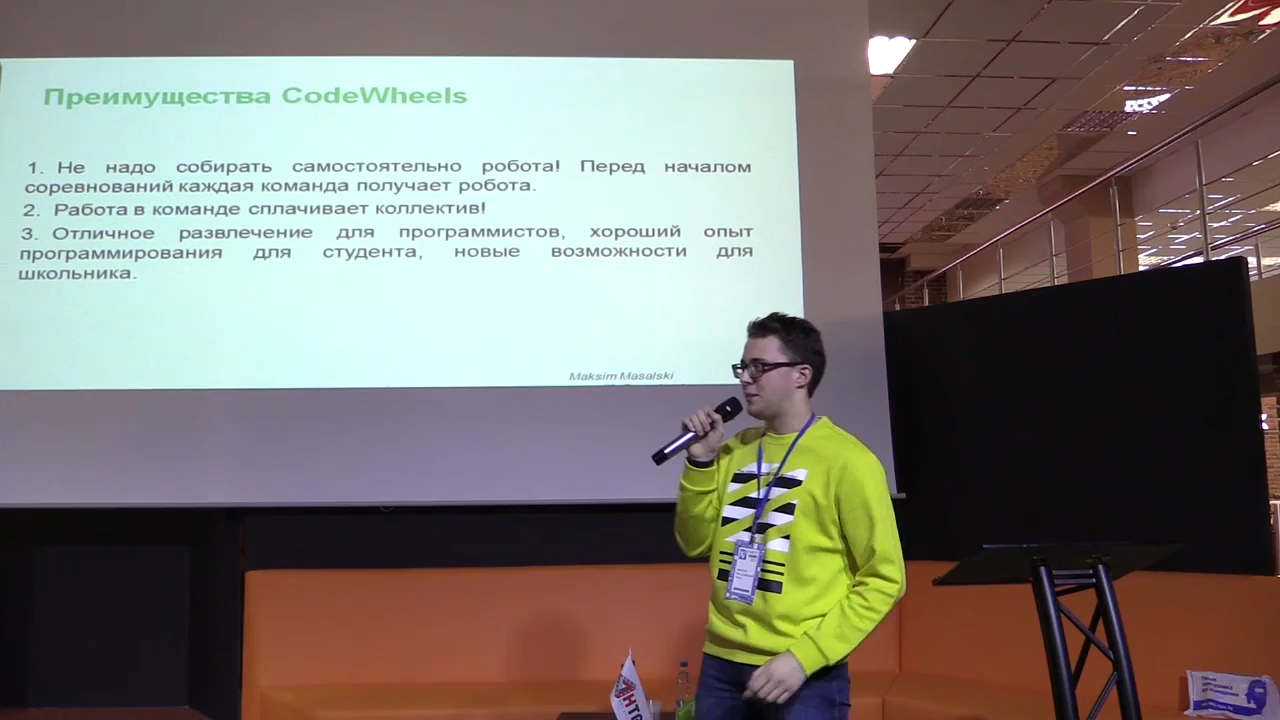 Преимущества CodeWheels
1. Не надо собирать самостоятельно робота! Перед началом
соревнований каждая команда получает робота.
2. Работа в команде сплачивает коллектив!
3. Отличное развлечение для программистов, хороший опыт
программирования для студента, новые возможности для
школьника.
Maksim Masalski